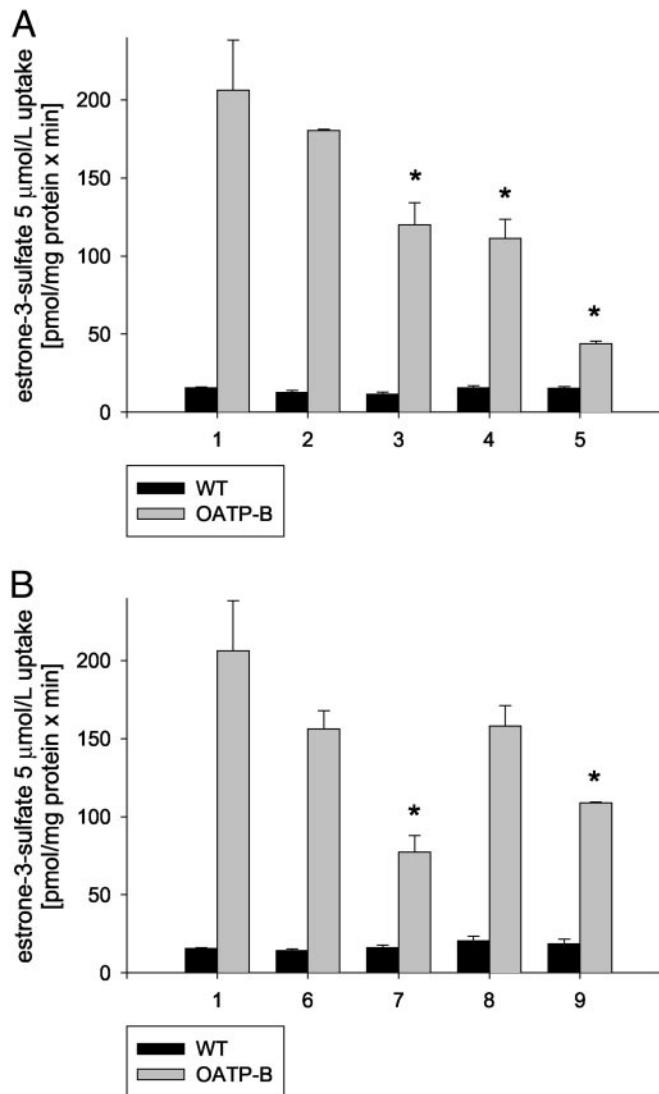 A
estrone-3-sulfate 5 μmol/L uptake
[pmol/mg protein x min]
200
150
100
50
0
*
*
*
1 2 3 4 5
WT
OATP-B
B
estrone-3-sulfate 5 μmol/L uptake
[pmol/mg protein x min]
200
150
100
50
0
*
*
1 6 7 8 9
WT
OATP-B